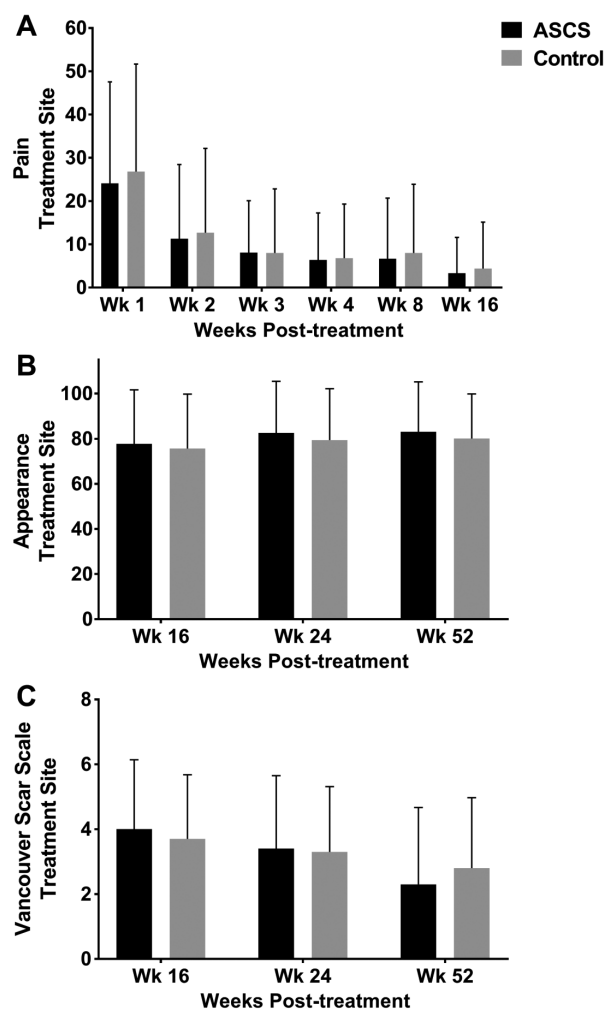 A
ASCS
Control
60
50
40
30
20
10
0
Pain
Treatment Site
Wk 1 Wk 2 Wk 3 Wk 4 Wk 8 Wk 16
Weeks Post-treatment
B
100
80
60
40
20
0
Appearance
Treatment Site
Wk 16 Wk 24 Wk 52
Weeks Post-treatment
C
8
6
4
2
0
Vancouver Scar Scale
Treatment Site
Wk 16 Wk 24 Wk 52
Weeks Post-treatment